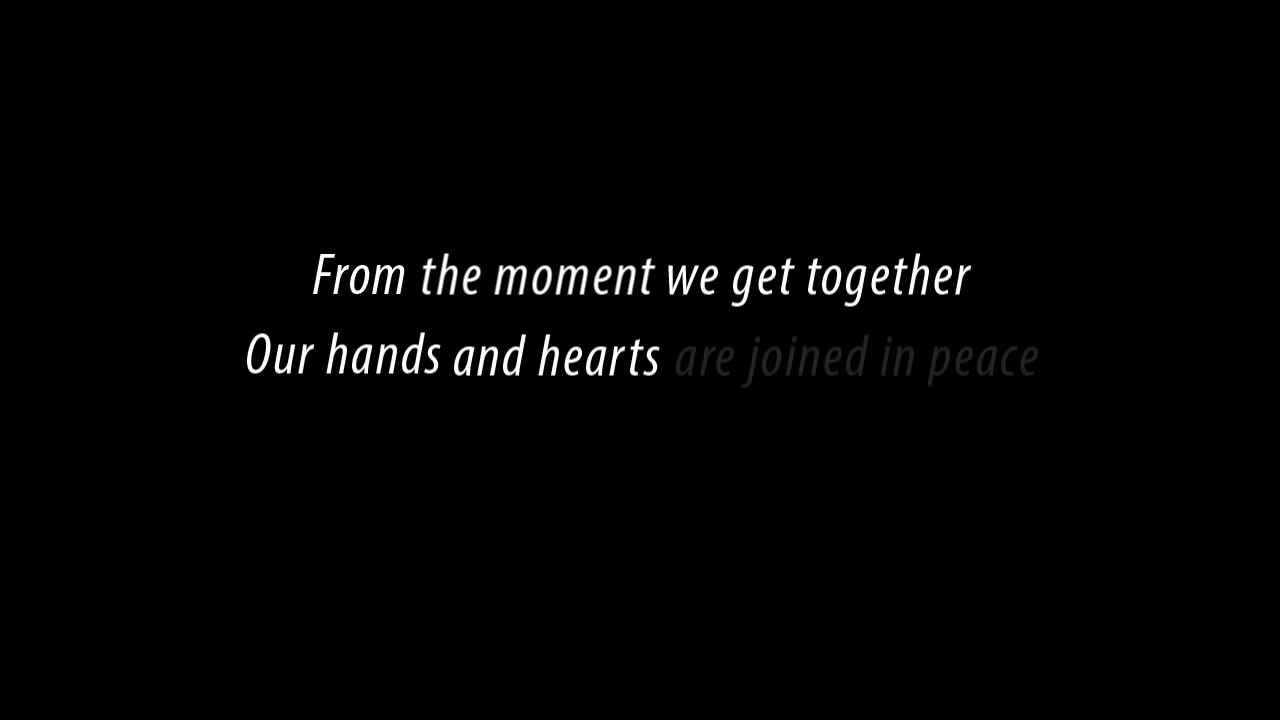 From the moment we get together
Our hands and hearts are joined in peace